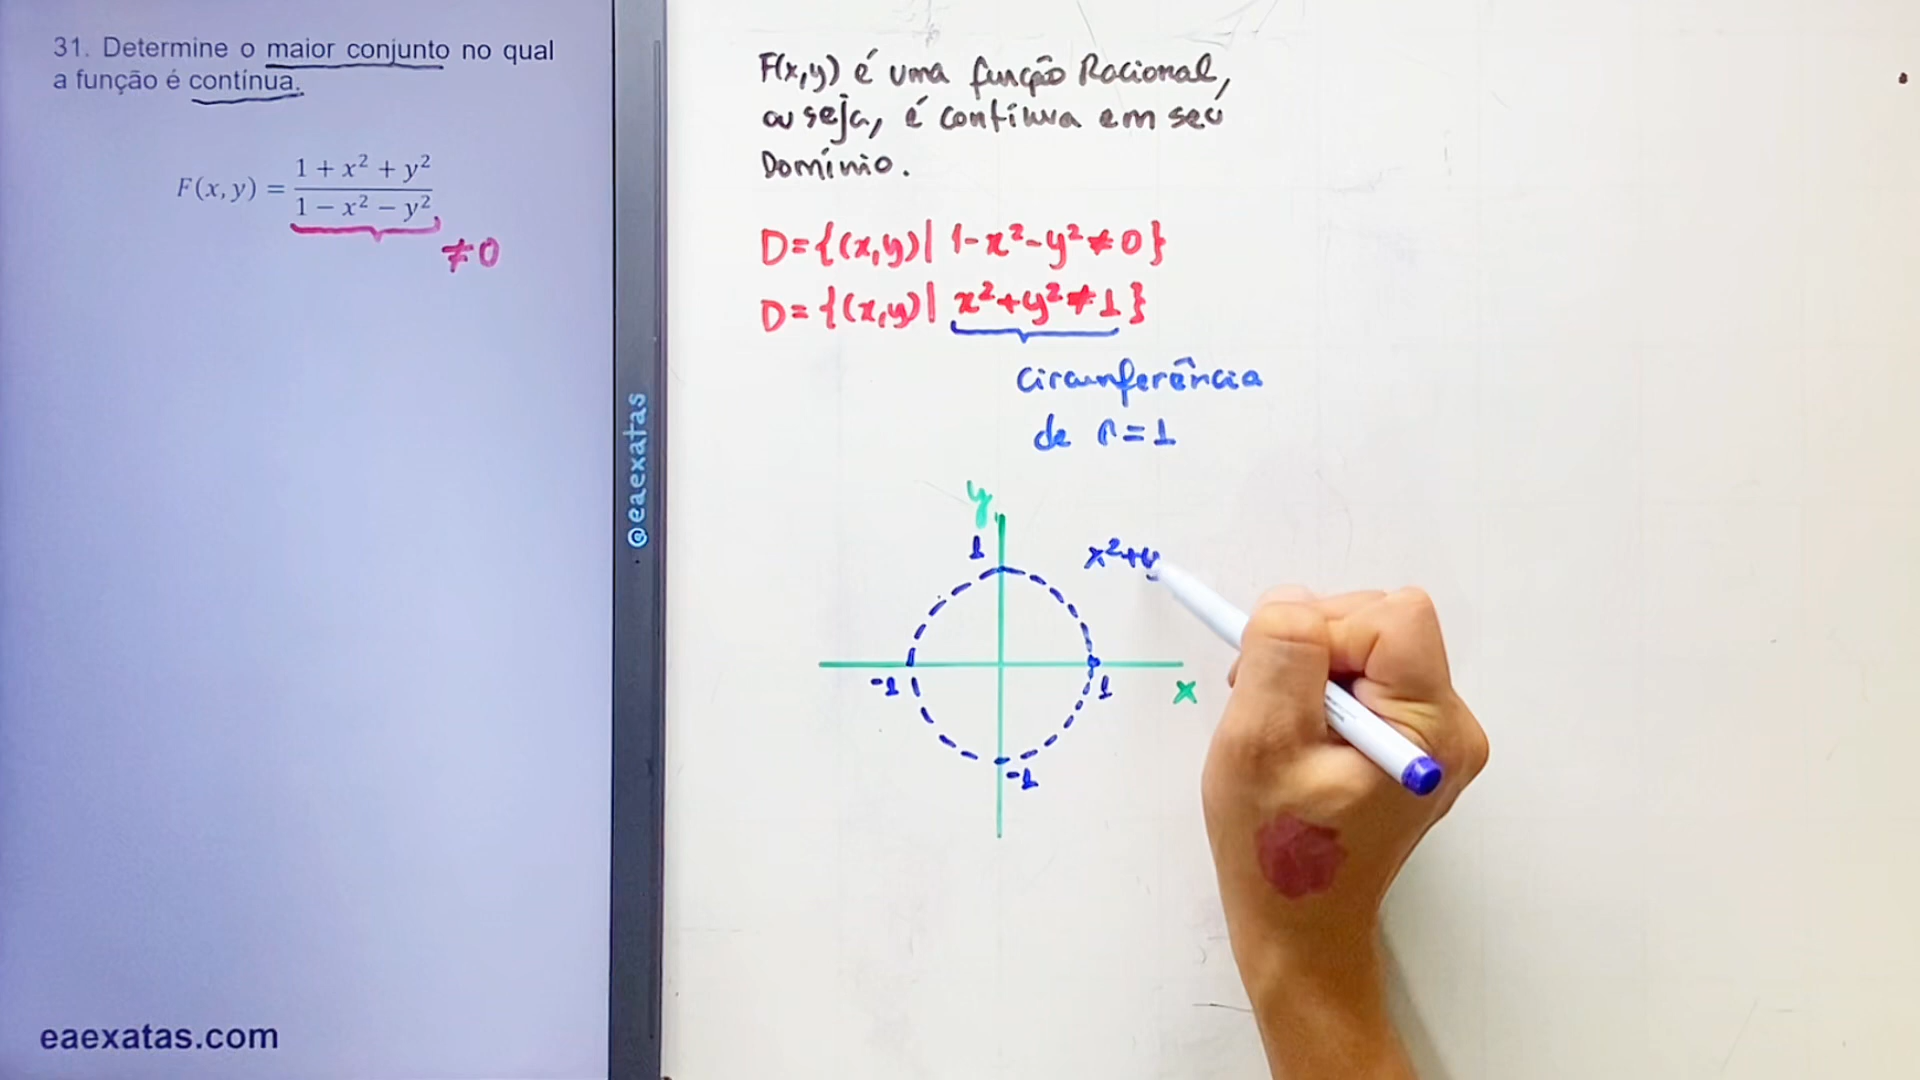 31. Determine o maior conjunto no qual
a função é contínua.
F(x, y) = \frac{1 + x² + y²}{1 − x² − y²}
≠0
eaexatas.com
@eaexatas
F(x,y) é uma função Racional,
ou seja, é contínua em seu
Domínio.
D={(x,y)| 1-x²-y²≠0}
D={(x,y)| x²+y²≠1}
circunferência
de r=1
y
1
x²+y
-1
1
x
-1